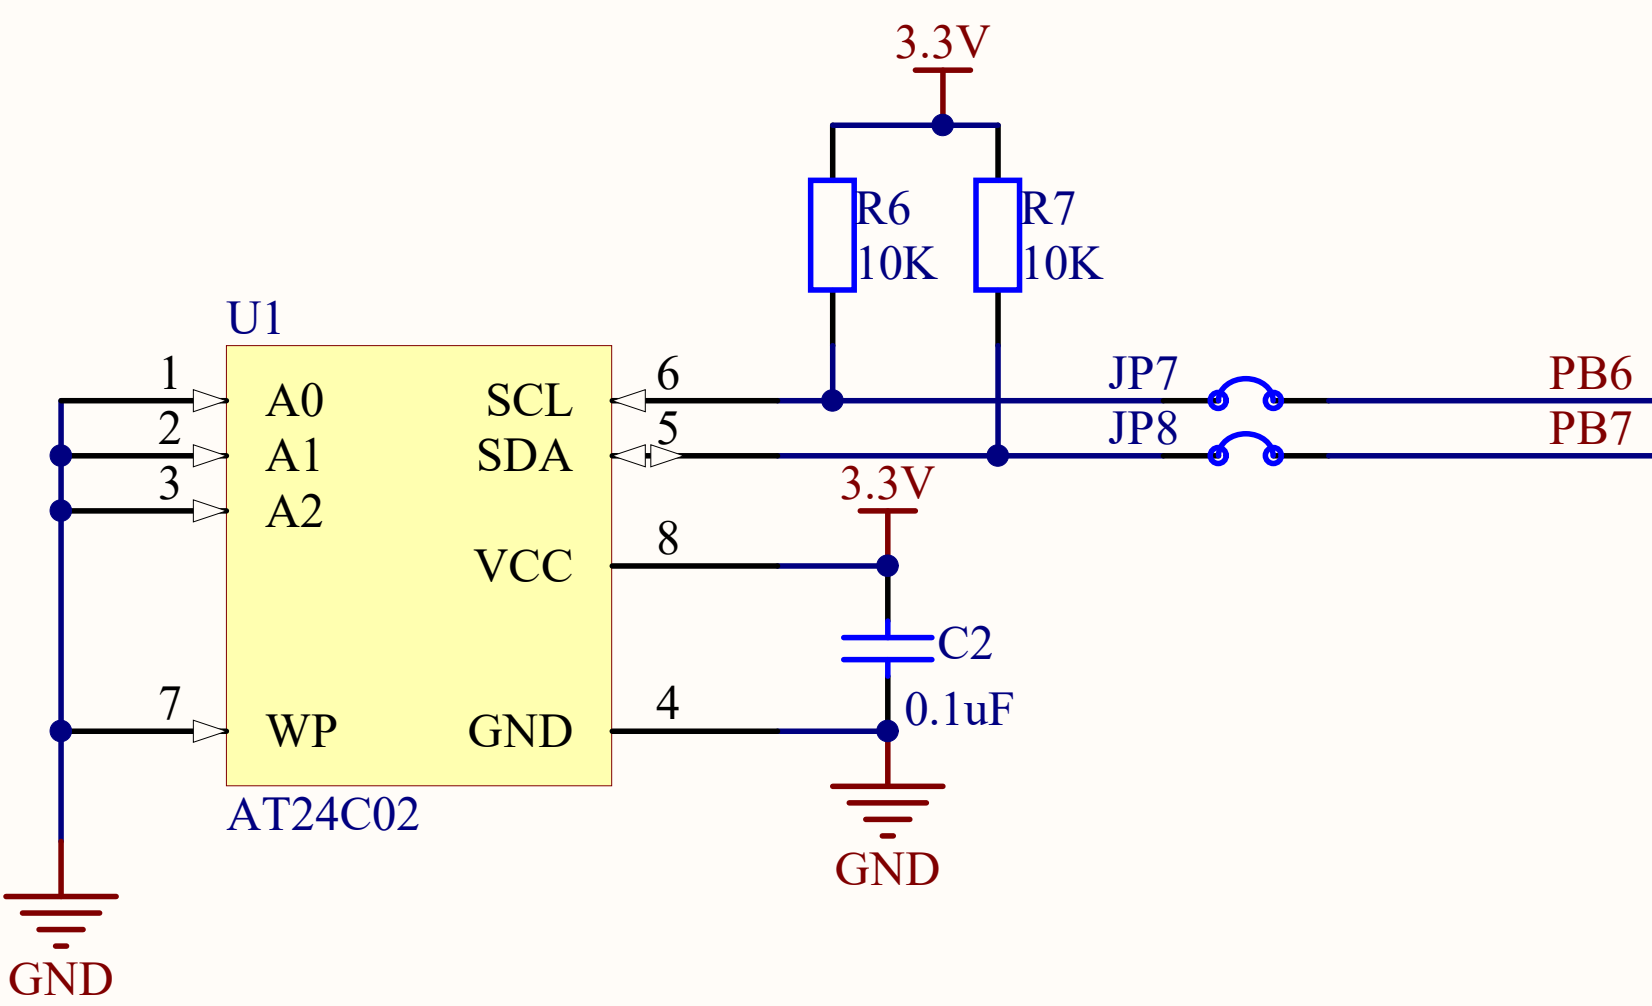 3.3V
R6
10K
R7
10K
U1
1
A0
SCL
6
JP7
PB6
2
A1
SDA
5
JP8
PB7
3
A2
3.3V
VCC
8
C2
0.1uF
7
WP
GND
4
AT24C02
GND
GND